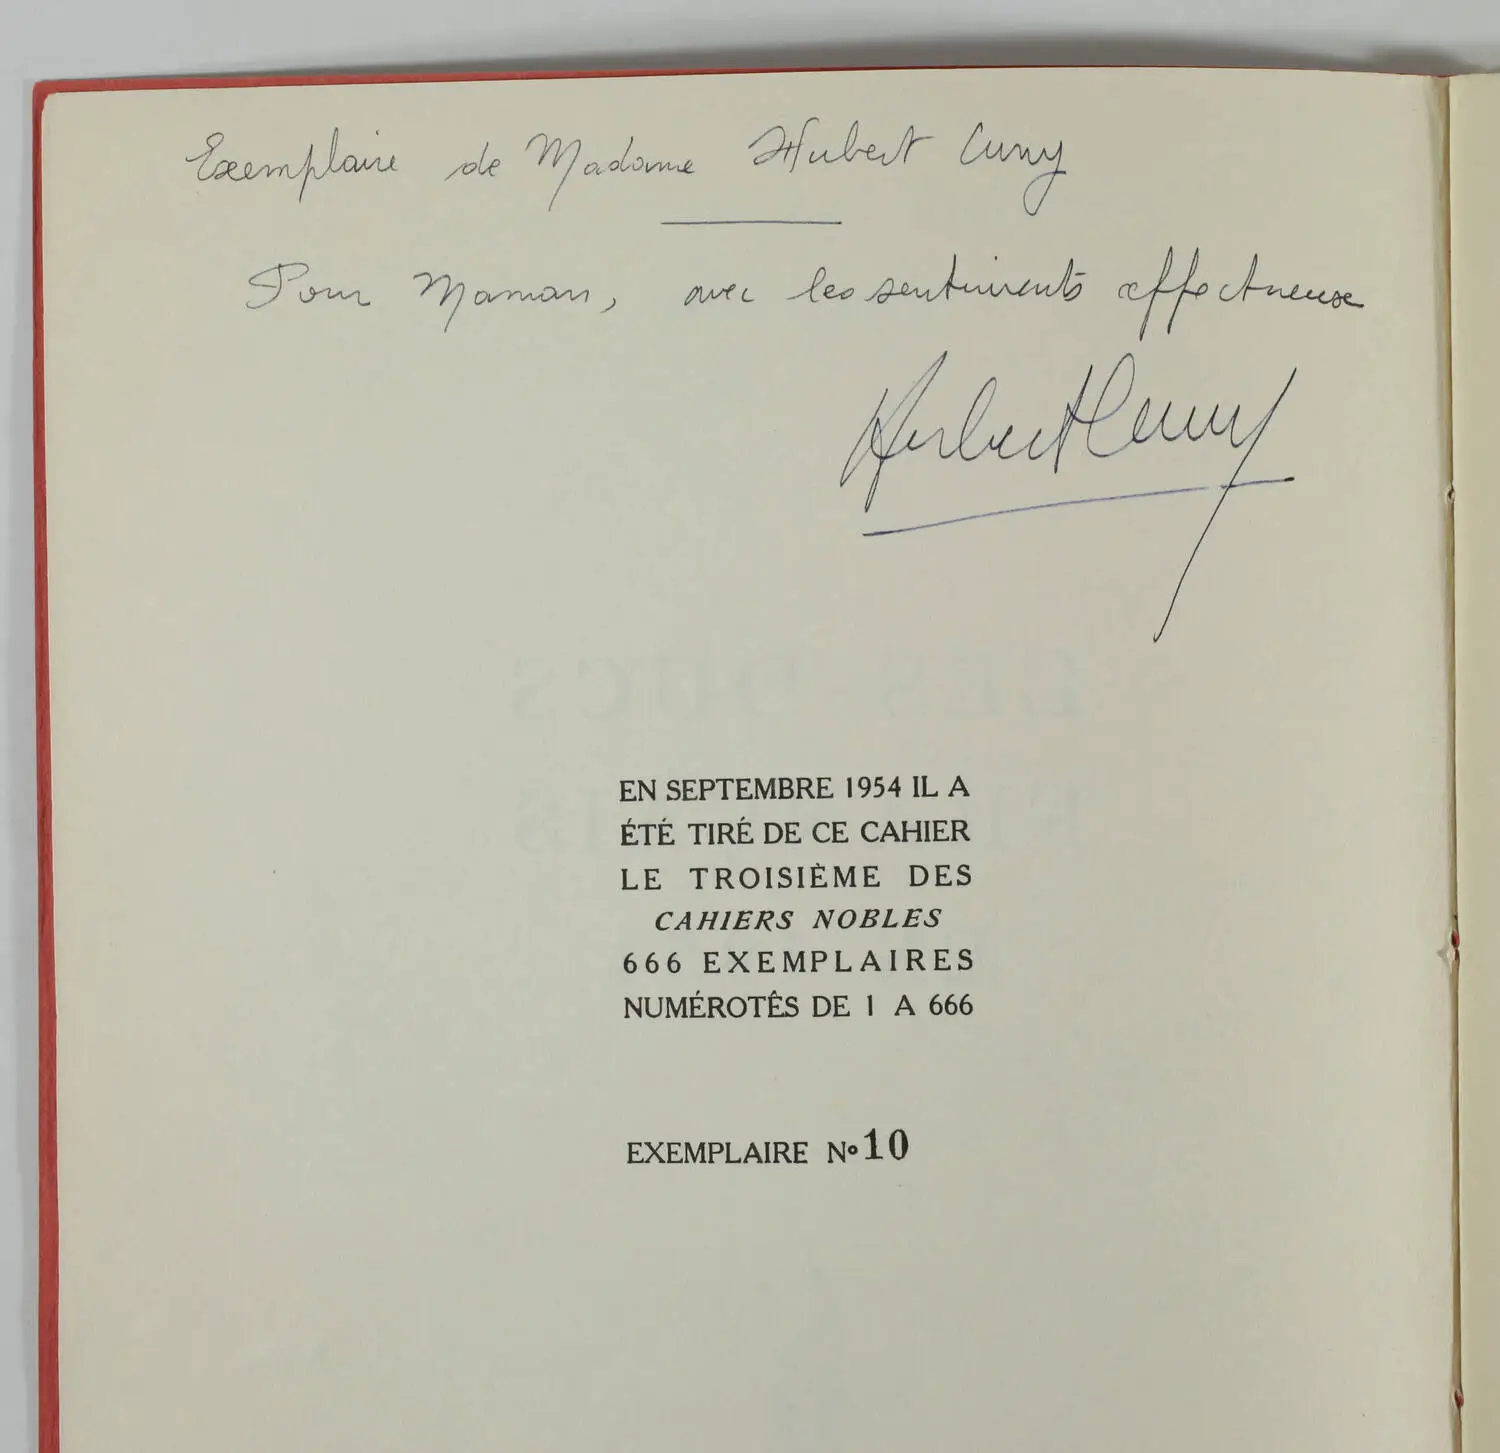 Exemplaire de Madame Hubert Cuny
Pour Maman, avec les sentiments affectueux
Hubert Cuny
EN SEPTEMBRE 1954 IL A
ÉTÉ TIRÉ DE CE CAHIER
LE TROISIÈME DES
CAHIERS NOBLES
666 EXEMPLAIRES
NUMÉROTÊS DE 1 A 666
EXEMPLAIRE N° 10